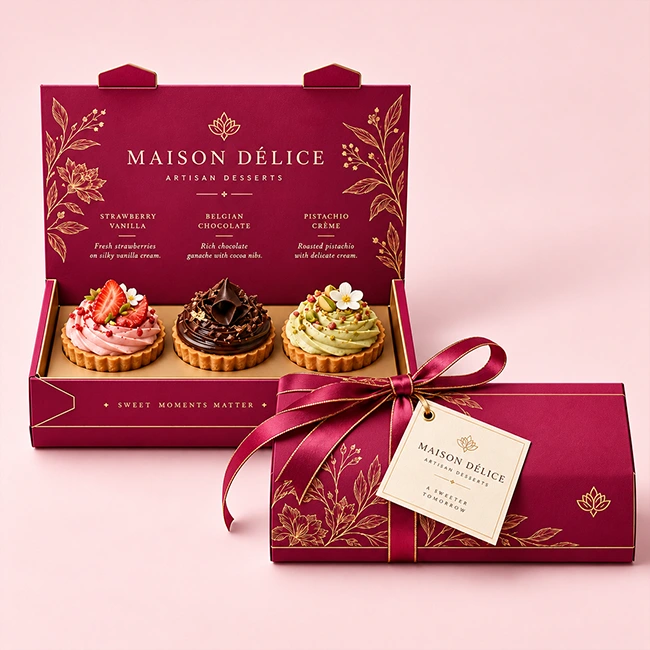 MAISON DÉLICE
ARTISAN DESSERTS
STRAWBERRY
VANILLA
Fresh strawberries
on silky vanilla cream.
BELGIAN
CHOCOLATE
Rich chocolate
ganache with cocoa nibs.
PISTACHIO
CRÈME
Roasted pistachio
with delicate cream.
SWEET MOMENTS MATTER
MAISON DÉLICE
ARTISAN DESSERTS
A SWEETER
TOMORROW